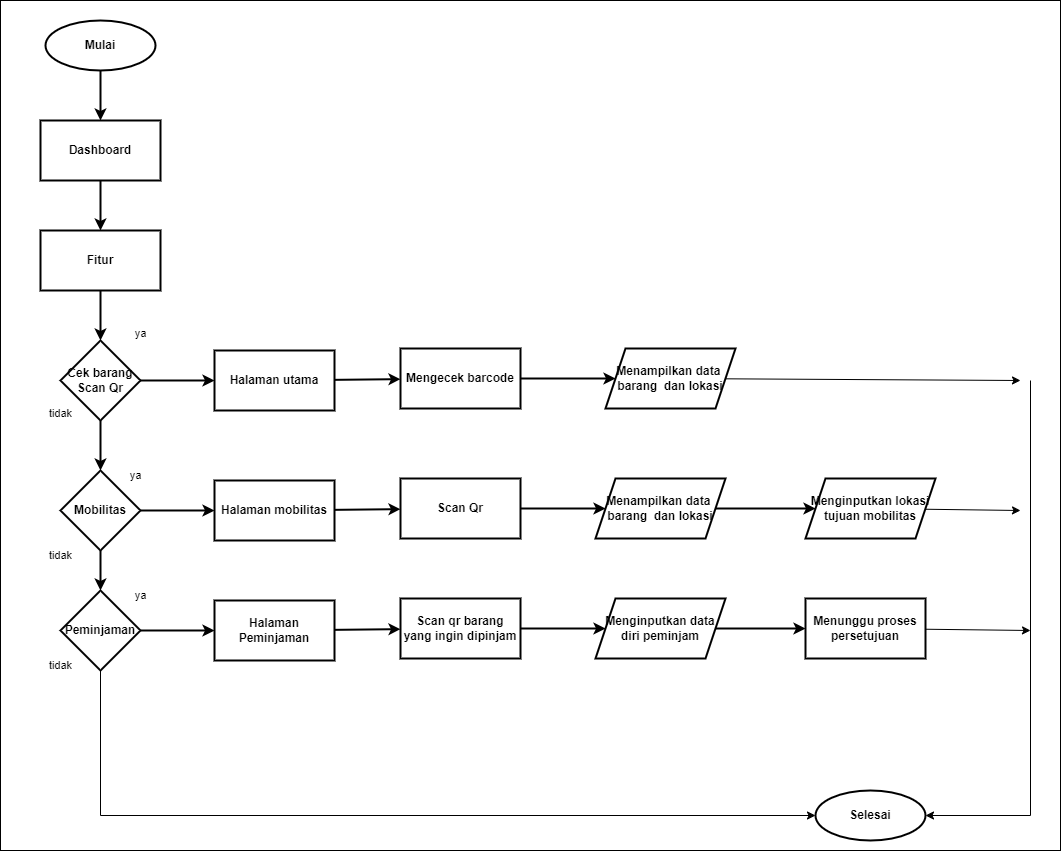 Mulai
Dashboard
Fitur
ya
Cek barang
Scan Qr
tidak
Halaman utama
Mengecek barcode
Menampilkan data
barang dan lokasi
ya
Mobilitas
tidak
Halaman mobilitas
Scan Qr
Menampilkan data
barang dan lokasi
Menginputkan lokasi
tujuan mobilitas
ya
Peminjaman
tidak
Halaman
Peminjaman
Scan qr barang
yang ingin dipinjam
Menginputkan data
diri peminjam
Menunggu proses
persetujuan
Selesai